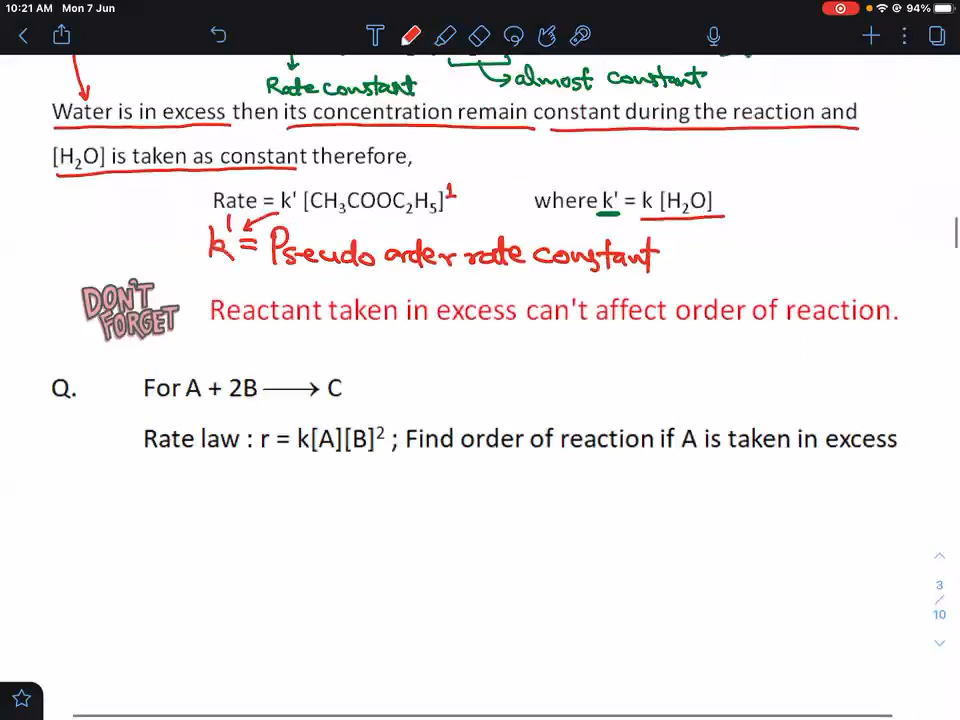 10:21 AM Mon 7 Jun
94%
Rate constant
almost constant
Water is in excess then its concentration remain constant during the reaction and
[H₂O] is taken as constant therefore,
Rate = k' [CH₃COOC₂H₅]¹ where k' = k [H₂O]
k' = Pseudo order rate constant
DON'T FORGET
Reactant taken in excess can't affect order of reaction.
Q. For A + 2B ⟶ C
Rate law : r = k[A][B]² ; Find order of reaction if A is taken in excess
3
/
10